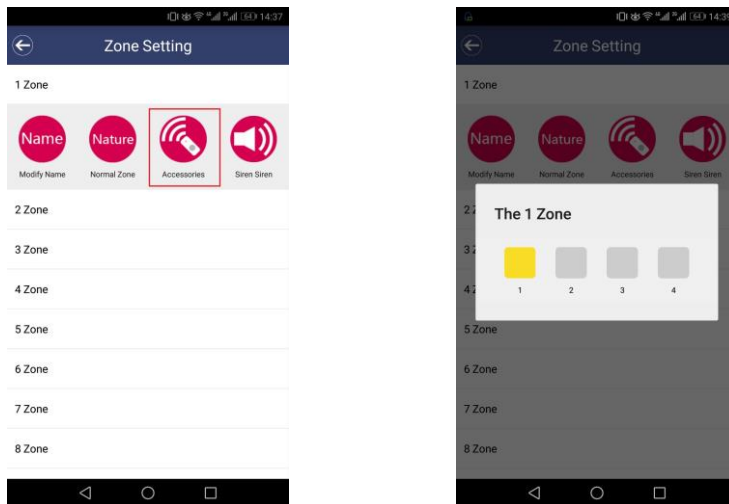 14:37
Zone Setting
1 Zone
Name Nature
Modify Name Normal Zone Accessories Siren Siren
2 Zone
3 Zone
4 Zone
5 Zone
6 Zone
7 Zone
8 Zone
14:39
Zone Setting
1 Zone
Name Nature
Modify Name Normal Zone Accessories Siren Siren
The 1 Zone
1 2 3 4
5 Zone
6 Zone
7 Zone
8 Zone